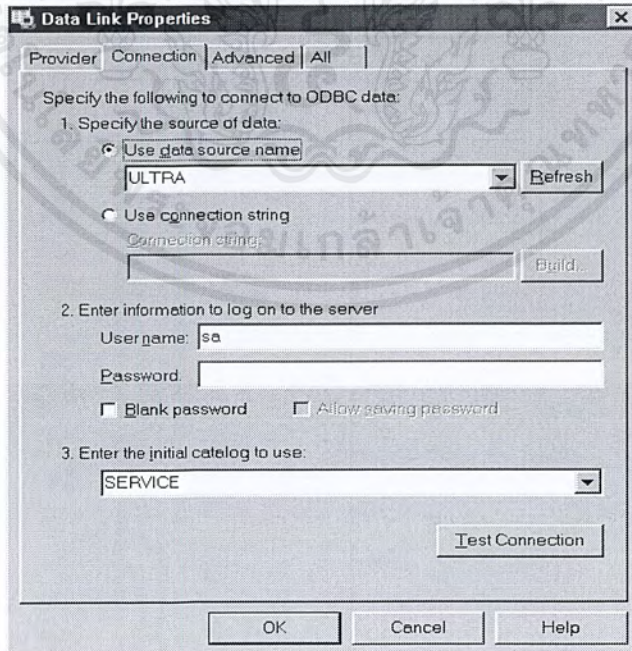 Data Link Properties
Provider Connection Advanced All
Specify the following to connect to ODBC data:
1. Specify the source of data:
Use data source name
ULTRA Refresh
Use connection string
Connection string:
Build...
2. Enter information to log on to the server
User name: sa
Password.
Blank password Allow saving password
3. Enter the initial catalog to use:
SERVICE
Test Connection
OK Cancel Help